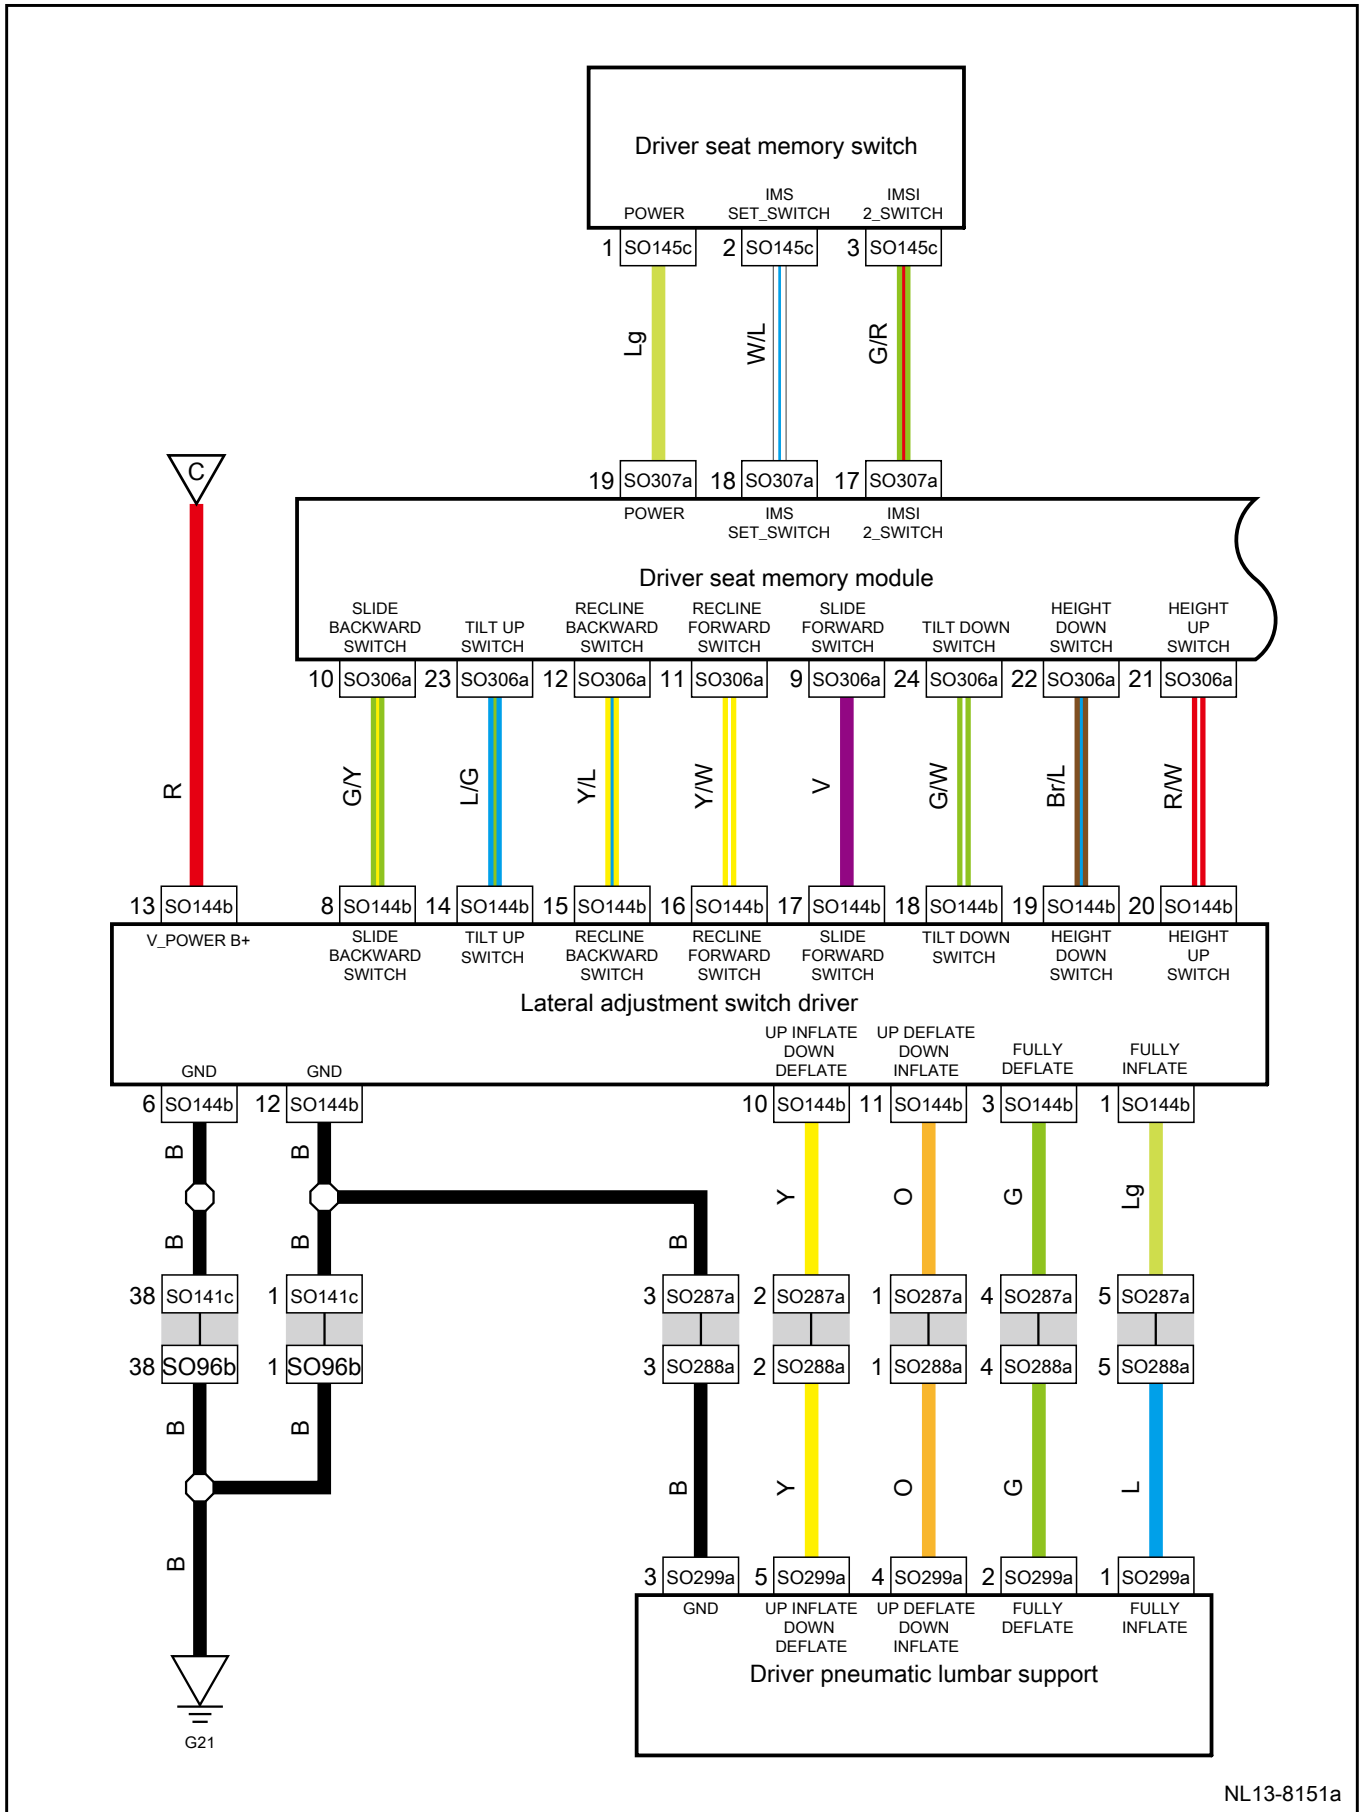 Driver seat memory switch
POWER
IMS
SET_SWITCH
IMSI
2_SWITCH
1 SO145c 2 SO145c 3 SO145c
Lg W/L G/R
C
19 SO307a 18 SO307a 17 SO307a
POWER
IMS
SET_SWITCH
IMSI
2_SWITCH
Driver seat memory module
SLIDE
BACKWARD
SWITCH
TILT UP
SWITCH
RECLINE
BACKWARD
SWITCH
RECLINE
FORWARD
SWITCH
SLIDE
FORWARD
SWITCH
TILT DOWN
SWITCH
HEIGHT
DOWN
SWITCH
HEIGHT
UP
SWITCH
10 SO306a 23 SO306a 12 SO306a 11 SO306a 9 SO306a 24 SO306a 22 SO306a 21 SO306a
R G/Y L/G Y/L Y/W V G/W Br/L R/W
13 SO144b 8 SO144b 14 SO144b 15 SO144b 16 SO144b 17 SO144b 18 SO144b 19 SO144b 20 SO144b
V_POWER B+
SLIDE
BACKWARD
SWITCH
TILT UP
SWITCH
RECLINE
BACKWARD
SWITCH
RECLINE
FORWARD
SWITCH
SLIDE
FORWARD
SWITCH
TILT DOWN
SWITCH
HEIGHT
DOWN
SWITCH
HEIGHT
UP
SWITCH
Lateral adjustment switch driver
GND
GND
UP INFLATE
DOWN
DEFLATE
UP DEFLATE
DOWN
INFLATE
FULLY
DEFLATE
FULLY
INFLATE
6 SO144b 12 SO144b 10 SO144b 11 SO144b 3 SO144b 1 SO144b
B B
B B B Y O G Lg
38 SO141c 1 SO141c 3 SO287a 2 SO287a 1 SO287a 4 SO287a 5 SO287a
38 SO96b 1 SO96b 3 SO288a 2 SO288a 1 SO288a 4 SO288a 5 SO288a
B B
B Y O G L
B
3 SO299a 5 SO299a 4 SO299a 2 SO299a 1 SO299a
GND
UP INFLATE
DOWN
DEFLATE
UP DEFLATE
DOWN
INFLATE
FULLY
DEFLATE
FULLY
INFLATE
Driver pneumatic lumbar support
G21
NL13-8151a